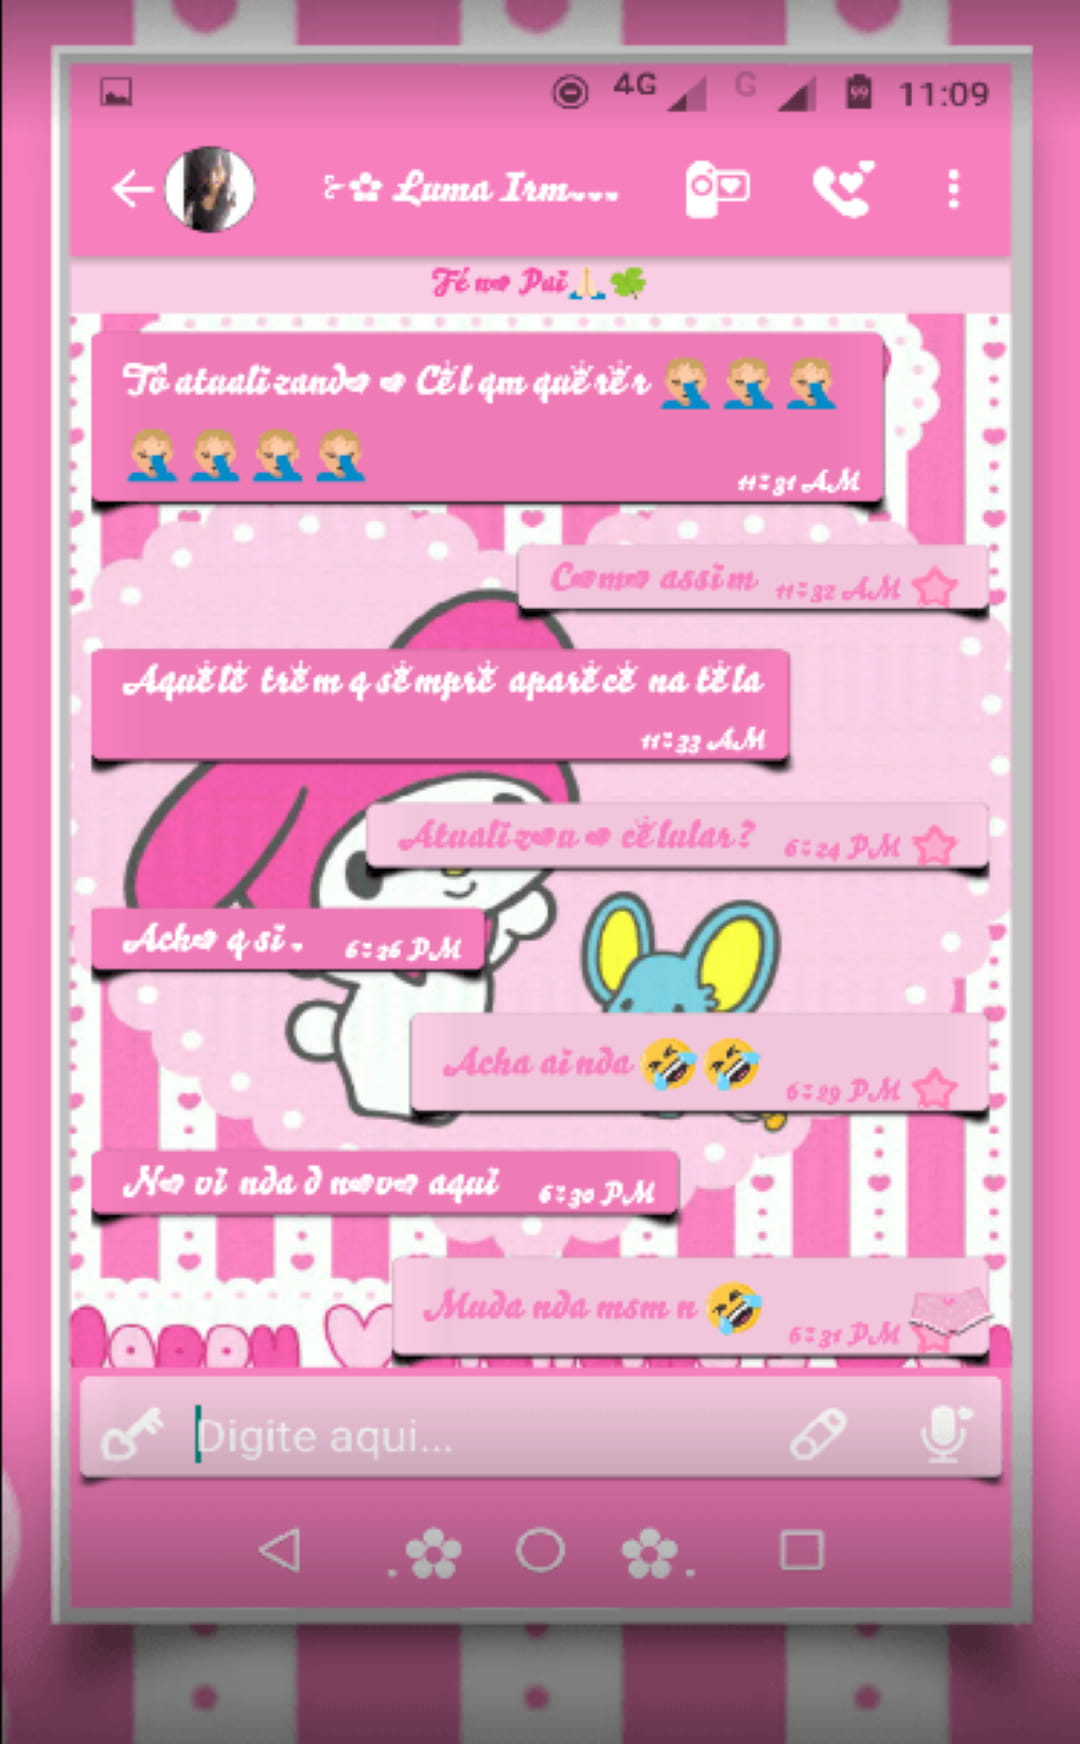 4G G 99 11:09
Luma Irm...
Fé no Pai🙏🏻🍀
Tô atualizando o Cel qm querer 🤦🏼🤦🏼🤦🏼
🤦🏼🤦🏼🤦🏼🤦🏼
11:31 AM
Como assim 11:32 AM
Aquele trem q sempre aparece na tela
11:33 AM
Atualizou o celular? 6:24 PM
Acho q si. 6:26 PM
Acha ainda 🤣🤣 6:29 PM
No vi nda d novo aqui 6:30 PM
Muda nda msm n 🤣 6:31 PM
Digite aqui...